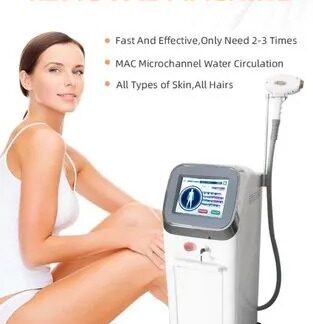 Fast And Effective,Only Need 2-3 Times
MAC Microchannel Water Circulation
All Types of Skin,All Hairs